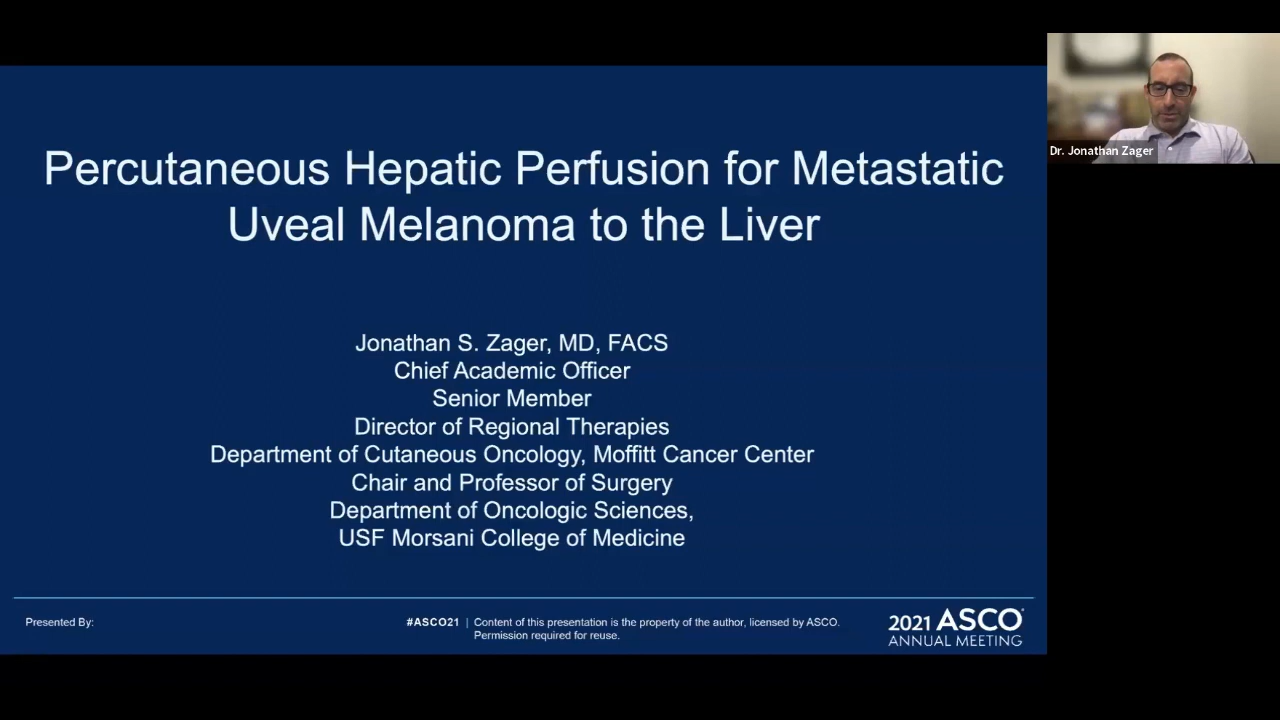 Percutaneous Hepatic Perfusion for Metastatic
Uveal Melanoma to the Liver
Jonathan S. Zager, MD, FACS
Chief Academic Officer
Senior Member
Director of Regional Therapies
Department of Cutaneous Oncology, Moffitt Cancer Center
Chair and Professor of Surgery
Department of Oncologic Sciences,
USF Morsani College of Medicine
Presented By:
#ASCO21 | Content of this presentation is the property of the author, licensed by ASCO.
Permission required for reuse.
2021 ASCO®
ANNUAL MEETING
Dr. Jonathan Zager